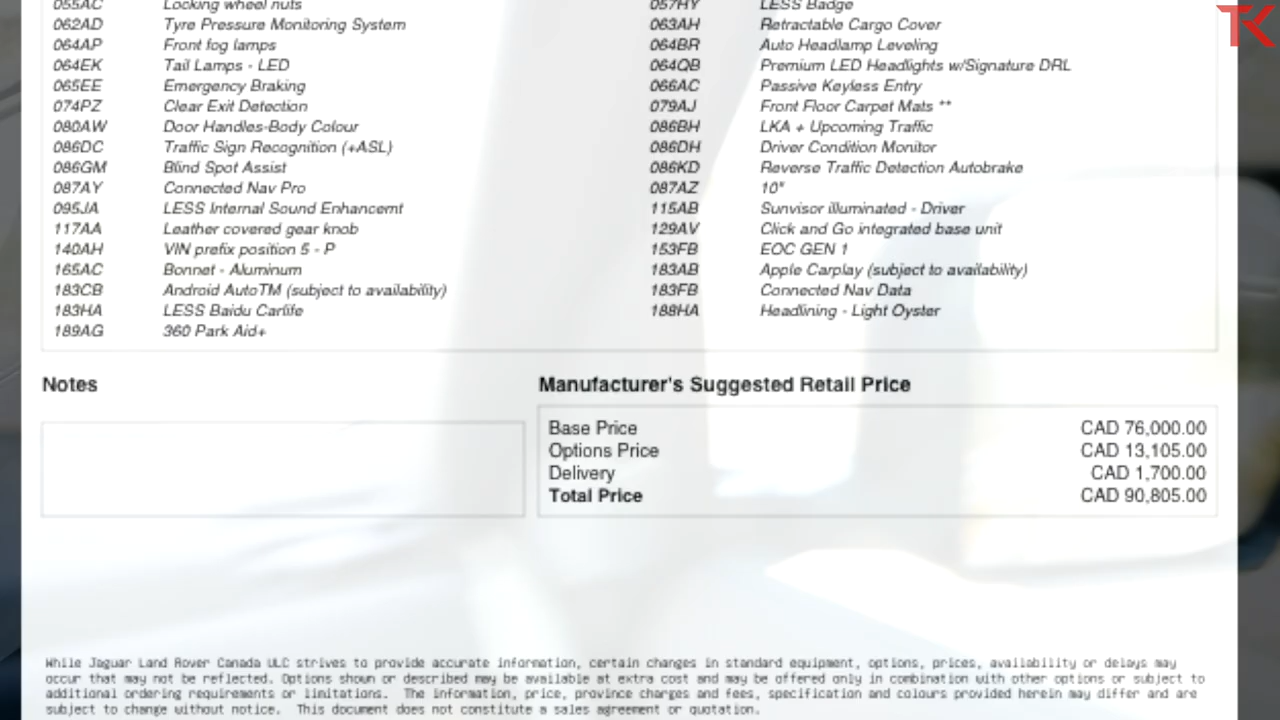 055AC Locking wheel nuts 057HY LESS Badge
062AD Tyre Pressure Monitoring System 063AH Retractable Cargo Cover
064AP Front fog lamps 064BR Auto Headlamp Leveling
064EK Tail Lamps - LED 064QB Premium LED Headlights w/Signature DRL
065EE Emergency Braking 066AC Passive Keyless Entry
074PZ Clear Exit Detection 079AJ Front Floor Carpet Mats **
080AW Door Handles-Body Colour 086BH LKA + Upcoming Traffic
086DC Traffic Sign Recognition (+ASL) 086DH Driver Condition Monitor
086GM Blind Spot Assist 086KD Reverse Traffic Detection Autobrake
087AY Connected Nav Pro 087AZ 10"
095JA LESS Internal Sound Enhancemt 115AB Sunvisor illuminated - Driver
117AA Leather covered gear knob 129AV Click and Go integrated base unit
140AH VIN prefix position 5 - P 153FB EOC GEN 1
165AC Bonnet - Aluminum 183AB Apple Carplay (subject to availability)
183CB Android AutoTM (subject to availability) 183FB Connected Nav Data
183HA LESS Baidu Carlife 188HA Headlining - Light Oyster
189AG 360 Park Aid+
Notes Manufacturer's Suggested Retail Price
Base Price CAD 76,000.00
Options Price CAD 13,105.00
Delivery CAD 1,700.00
Total Price CAD 90,805.00
While Jaguar Land Rover Canada ULC strives to provide accurate information, certain changes in standard equipment, options, prices, availability or delays may
occur that may not be reflected. Options shown or described may be available at extra cost and may be offered only in combination with other options or subject to
additional ordering requirements or limitations. The information, price, province charges and fees, specification and colours provided herein may differ and are
subject to change without notice. This document does not constitute a sales agreement or quotation.
TK